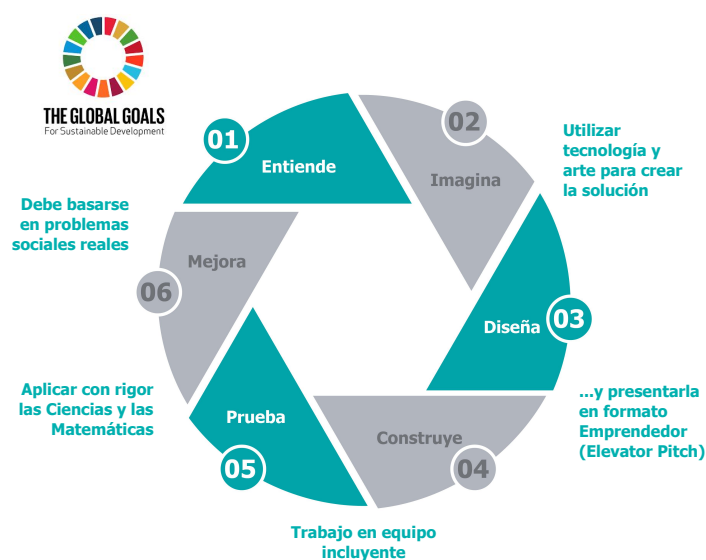 THE GLOBAL GOALS
For Sustainable Development
01
Entiende
02
Imagina
Utilizar
tecnología y
arte para crear
la solución
Debe basarse
en problemas
sociales reales
Mejora
06
Diseña
03
Aplicar con rigor
las Ciencias y las
Matemáticas
Prueba
05
Construye
04
...y presentarla
en formato
Emprendedor
(Elevator Pitch)
Trabajo en equipo
incluyente